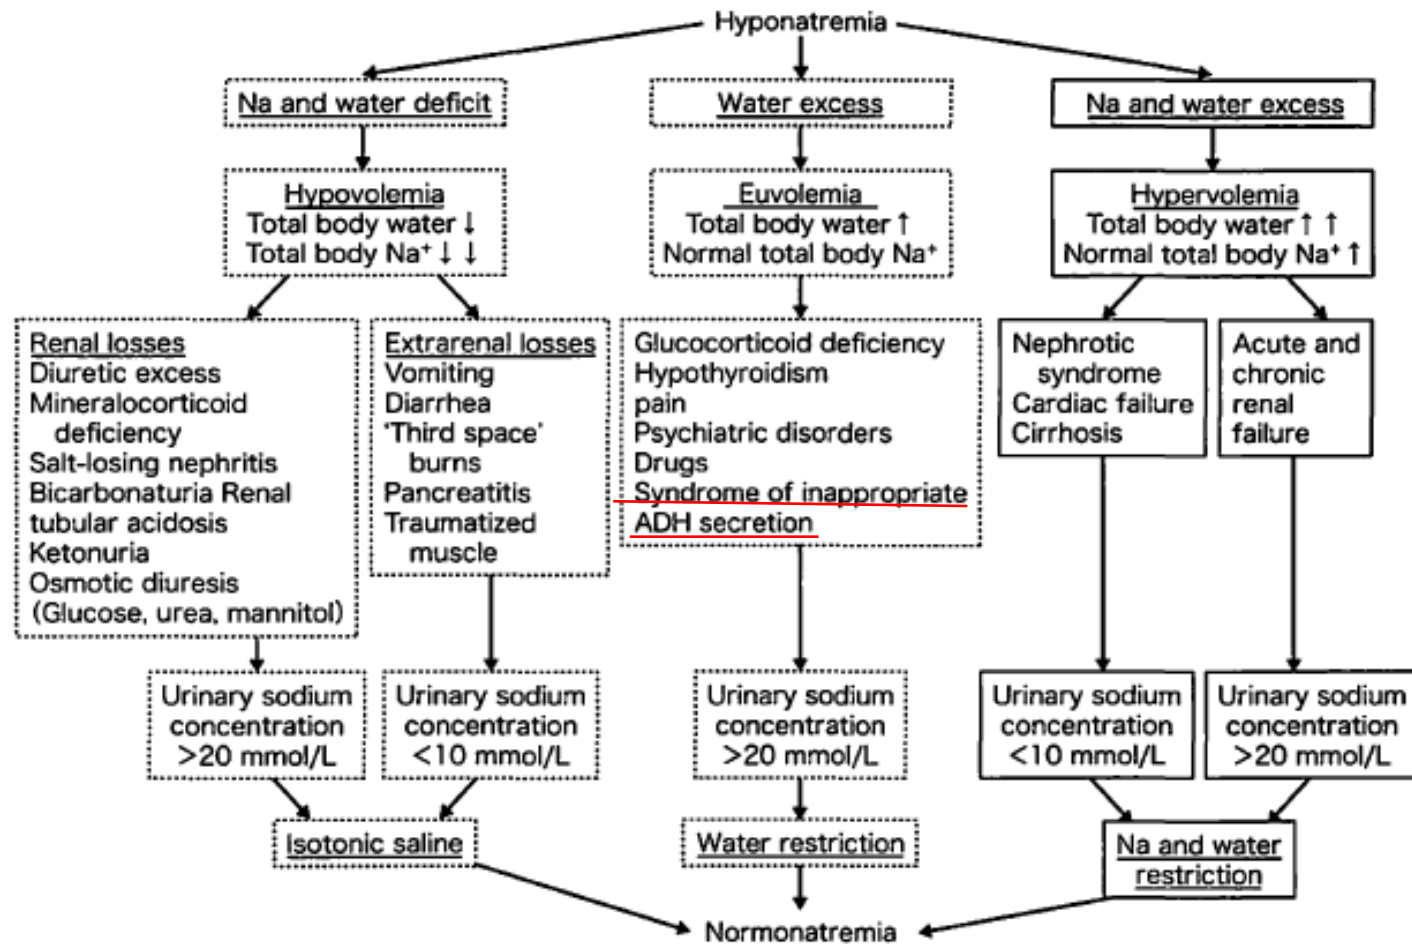 Hyponatremia
Na and water deficit
Water excess
Na and water excess
Hypovolemia
Total body water ↓
Total body Na⁺ ↓ ↓
Euvolemia
Total body water ↑
Normal total body Na⁺
Hypervolemia
Total body water ↑ ↑
Normal total body Na⁺ ↑
Renal losses
Diuretic excess
Mineralocorticoid
deficiency
Salt-losing nephritis
Bicarbonaturia Renal
tubular acidosis
Ketonuria
Osmotic diuresis
(Glucose, urea, mannitol)
Extrarenal losses
Vomiting
Diarrhea
'Third space'
burns
Pancreatitis
Traumatized
muscle
Glucocorticoid deficiency
Hypothyroidism
pain
Psychiatric disorders
Drugs
Syndrome of inappropriate
ADH secretion
Nephrotic
syndrome
Cardiac failure
Cirrhosis
Acute and
chronic
renal
failure
Urinary sodium
concentration
>20 mmol/L
Urinary sodium
concentration
<10 mmol/L
Urinary sodium
concentration
>20 mmol/L
Urinary sodium
concentration
<10 mmol/L
Urinary sodium
concentration
>20 mmol/L
Isotonic saline
Water restriction
Na and water
restriction
Normonatremia